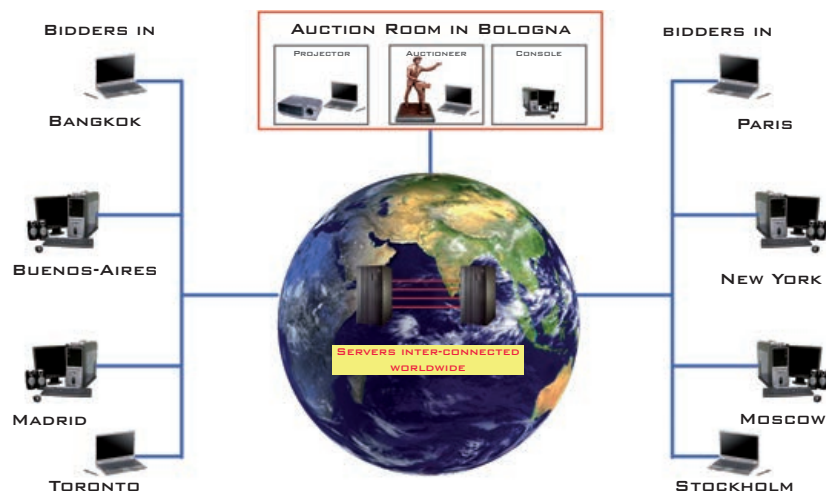 BIDDERS IN
AUCTION ROOM IN BOLOGNA
BIDDERS IN
PROJECTOR
AUCTIONEER
CONSOLE
BANGKOK
PARIS
BUENOS-AIRES
NEW YORK
SERVERS INTER-CONNECTED
WORLDWIDE
MADRID
MOSCOW
TORONTO
STOCKHOLM